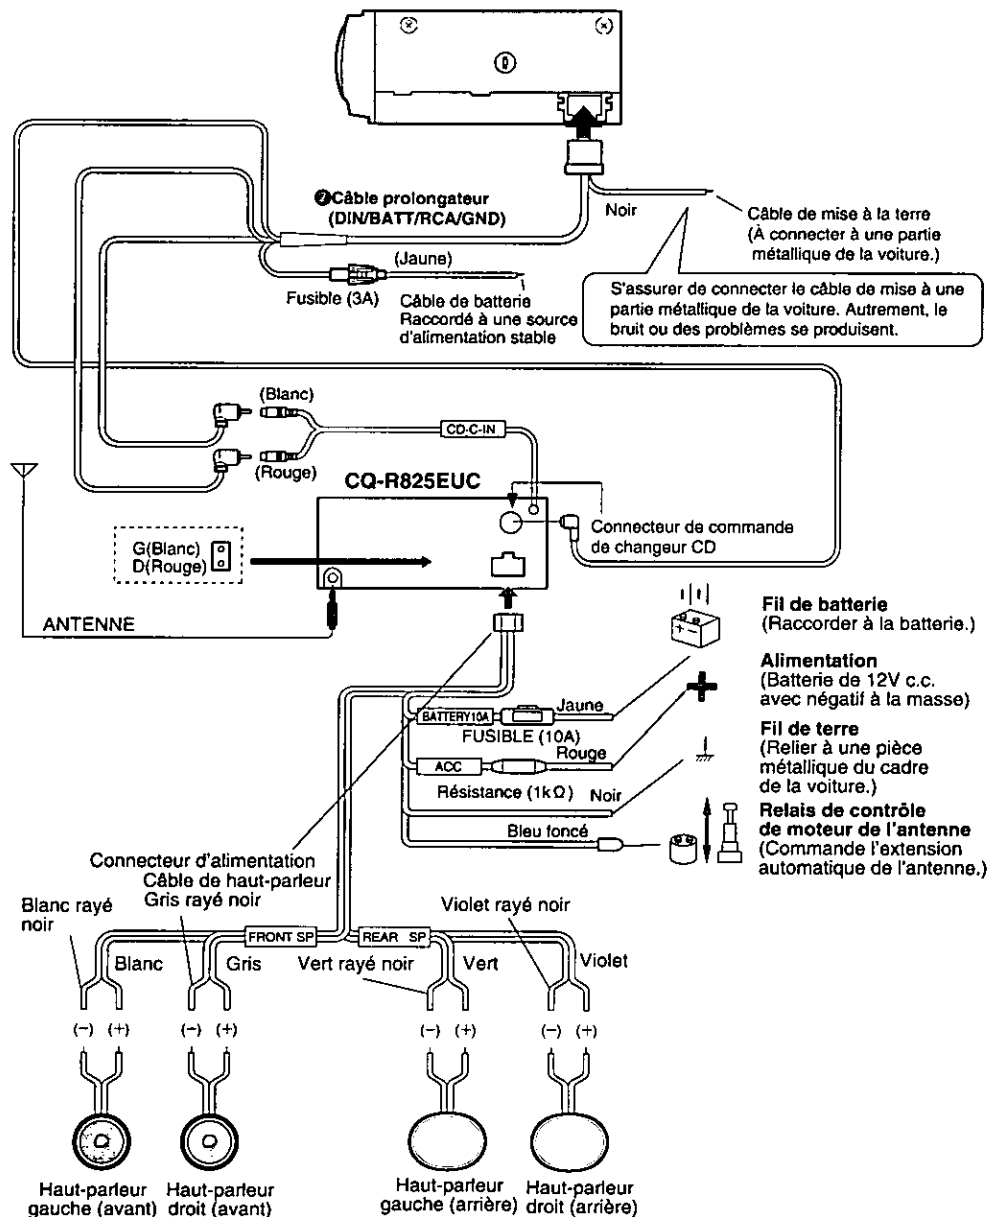 ❷Câble prolongateur
(DIN/BATT/RCA/GND)
Noir
Câble de mise à la terre
(À connecter à une partie
métallique de la voiture.)
(Jaune)
Fusible (3A)
Câble de batterie
Raccordé à une source
d'alimentation stable
S'assurer de connecter le câble de mise à une
partie métallique de la voiture. Autrement, le
bruit ou des problèmes se produisent.
(Blanc)
CD-C-IN
(Rouge)
CQ-R825EUC
Connecteur de commande
de changeur CD
G(Blanc)
D(Rouge)
ANTENNE
Fil de batterie
(Raccorder à la batterie.)
Jaune
BATTERY10A
FUSIBLE (10A)
Alimentation
(Batterie de 12V c.c.
avec négatif à la masse)
Rouge
ACC
Résistance (1kΩ)
Fil de terre
(Relier à une pièce
métallique du cadre
de la voiture.)
Noir
Bleu foncé
Relais de contrôle
de moteur de l'antenne
(Commande l'extension
automatique de l'antenne.)
Connecteur d'alimentation
Câble de haut-parleur
Gris rayé noir
Blanc rayé
noir
Violet rayé noir
FRONT SP
REAR SP
Blanc
Gris
Vert rayé noir
Vert
Violet
(−) (+) (−) (+) (−) (+) (−) (+)
Haut-parleur
gauche (avant)
Haut-parleur
droit (avant)
Haut-parleur
gauche (arrière)
Haut-parleur
droit (arrière)